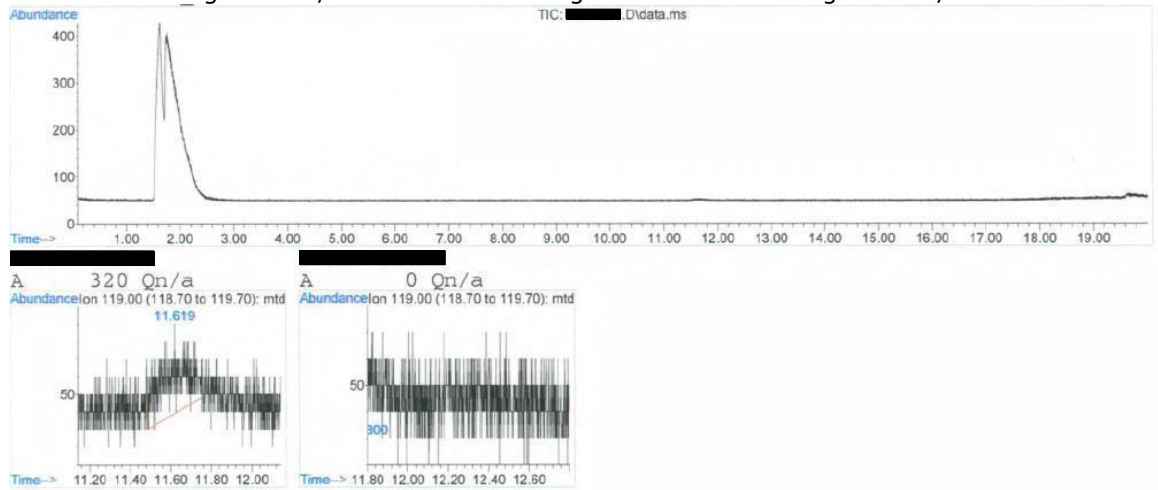 Abundance
TIC: .D\data.ms
400
300
200
100
0
Time--> 1.00 2.00 3.00 4.00 5.00 6.00 7.00 8.00 9.00 10.00 11.00 12.00 13.00 14.00 15.00 16.00 17.00 18.00 19.00
A 320 Qn/a
Abundance Ion 119.00 (118.70 to 119.70): mtd
11.619
50
Time--> 11.20 11.40 11.60 11.80 12.00
A 0 Qn/a
Abundance Ion 119.00 (118.70 to 119.70): mtd
50
800
Time--> 11.80 12.00 12.20 12.40 12.60